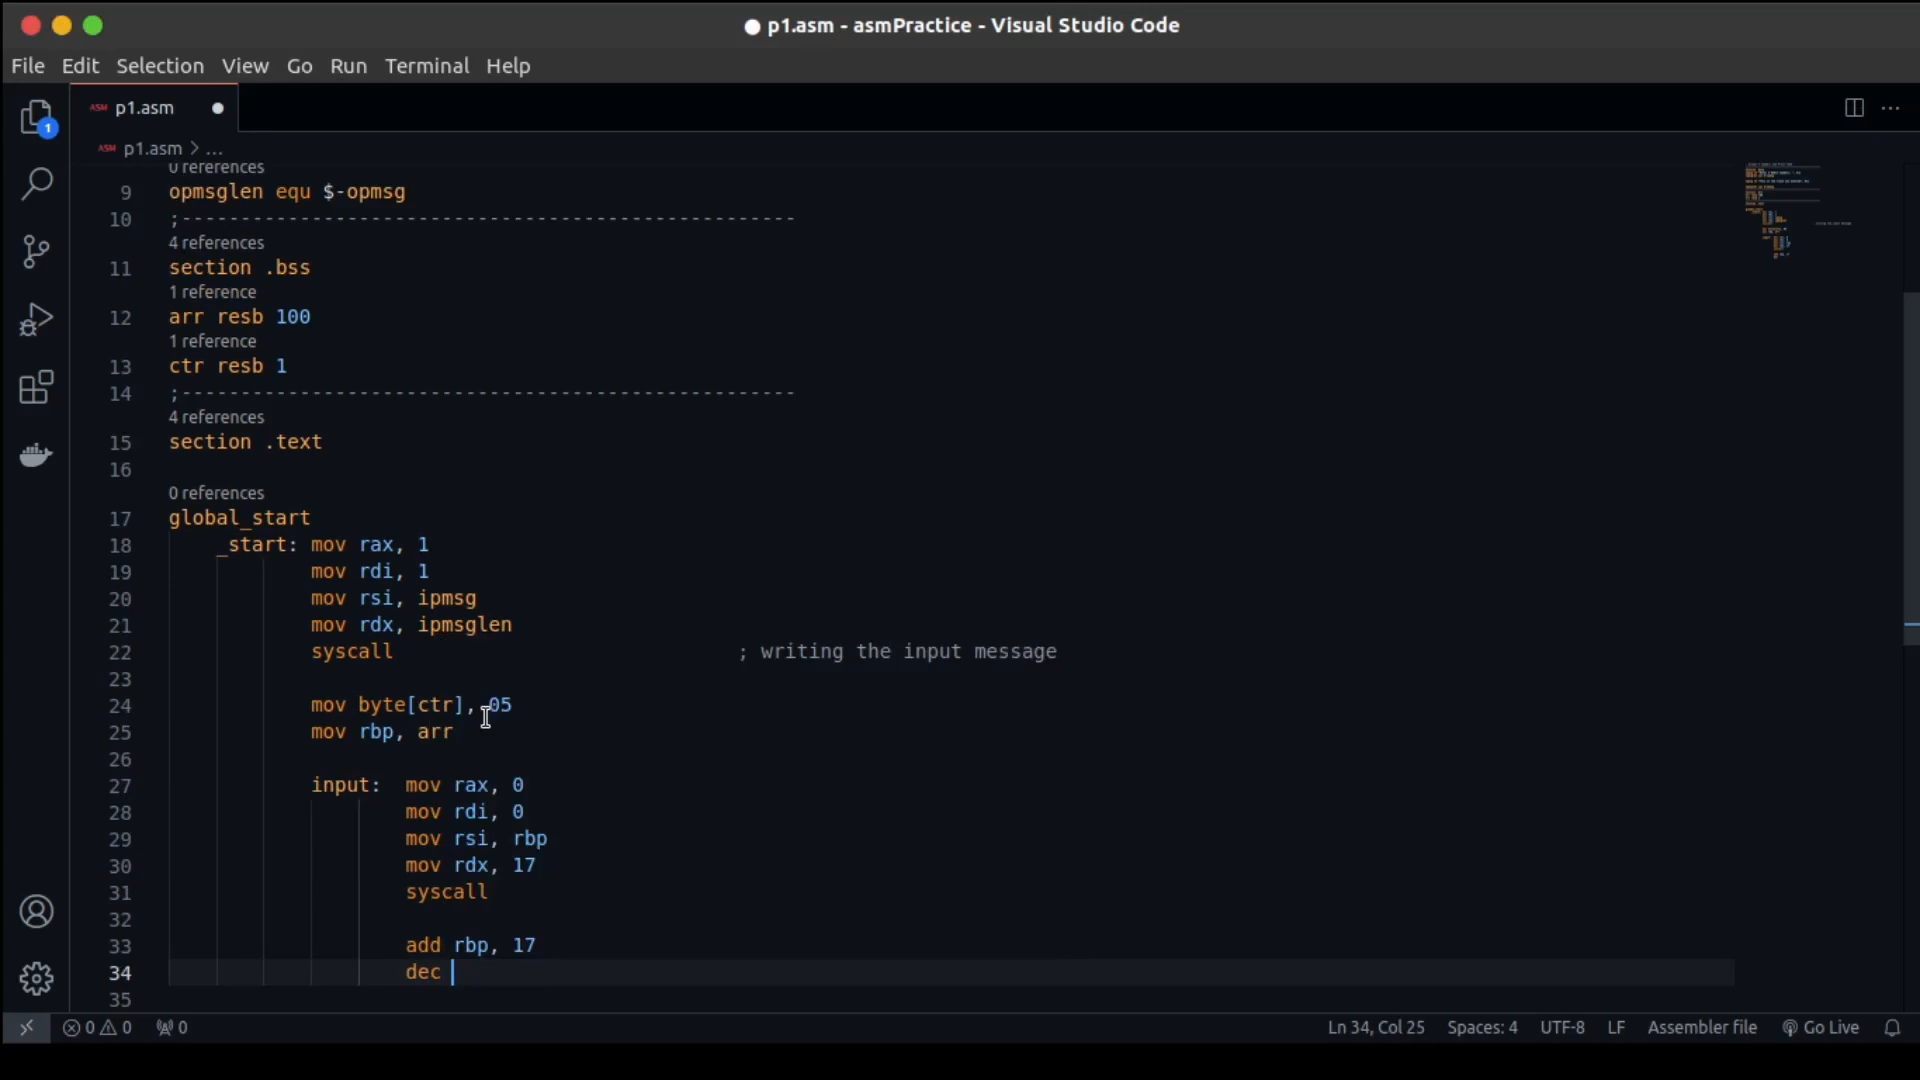 ● p1.asm - asmPractice - Visual Studio Code
File Edit Selection View Go Run Terminal Help
ASM p1.asm ●
1
ASM p1.asm > ...
0 references
9 opmsglen equ $-opmsg
10 ;----------------------------------------------------
4 references
11 section .bss
1 reference
12 arr resb 100
1 reference
13 ctr resb 1
14 ;----------------------------------------------------
4 references
15 section .text
16
0 references
17 global_start
18 _start: mov rax, 1
19 mov rdi, 1
20 mov rsi, ipmsg
21 mov rdx, ipmsglen
22 syscall ; writing the input message
23
24 mov byte[ctr], 05
25 mov rbp, arr
26
27 input: mov rax, 0
28 mov rdi, 0
29 mov rsi, rbp
30 mov rdx, 17
31 syscall
32
33 add rbp, 17
34 dec
35
0 0 0 Ln 34, Col 25 Spaces: 4 UTF-8 LF Assembler file Go Live